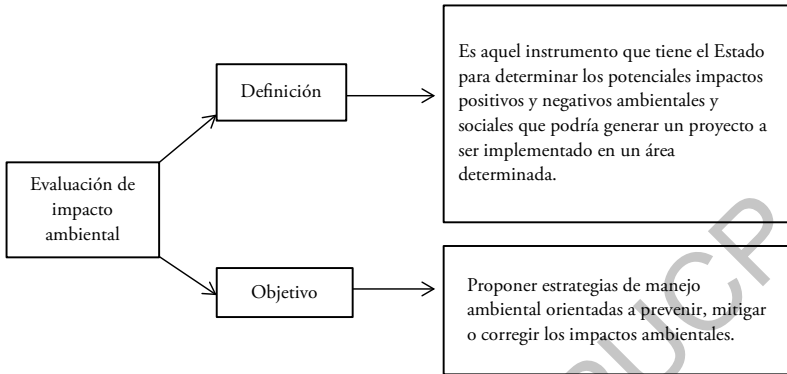 Evaluación de
impacto
ambiental
Definición
Es aquel instrumento que tiene el Estado
para determinar los potenciales impactos
positivos y negativos ambientales y
sociales que podría generar un proyecto a
ser implementado en un área
determinada.
Objetivo
Proponer estrategias de manejo
ambiental orientadas a prevenir, mitigar
o corregir los impactos ambientales.
PUCP